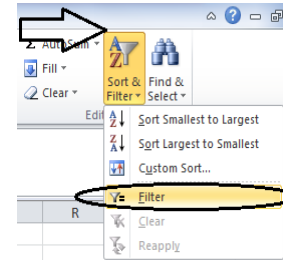 Σ AutoSum
Fill
Clear
Sort & Filter
Find & Select
Edit
Sort Smallest to Largest
Sort Largest to Smallest
Custom Sort...
Filter
Clear
Reapply
R